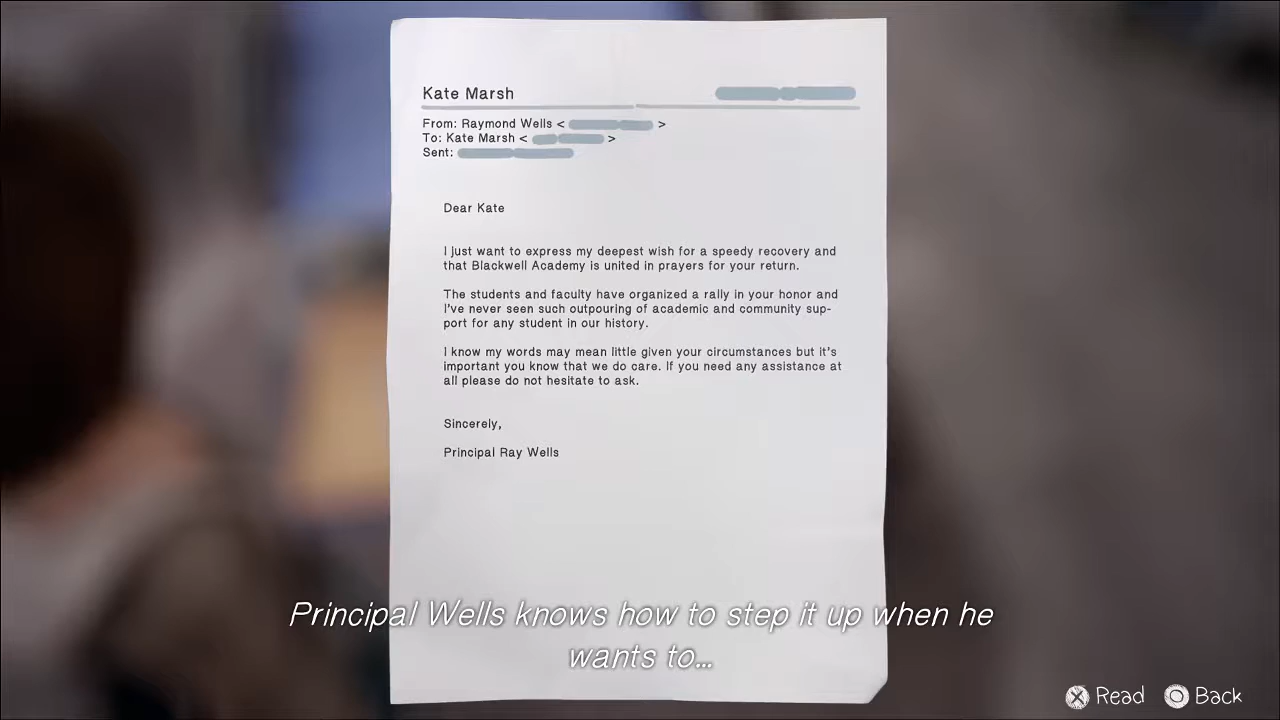 Kate Marsh
From: Raymond Wells < >
To: Kate Marsh < >
Sent:
Dear Kate
I just want to express my deepest wish for a speedy recovery and
that Blackwell Academy is united in prayers for your return.
The students and faculty have organized a rally in your honor and
I've never seen such outpouring of academic and community sup-
port for any student in our history.
I know my words may mean little given your circumstances but it's
important you know that we do care. If you need any assistance at
all please do not hesitate to ask.
Sincerely,
Principal Ray Wells
Principal Wells knows how to step it up when he
wants to...
X Read Back